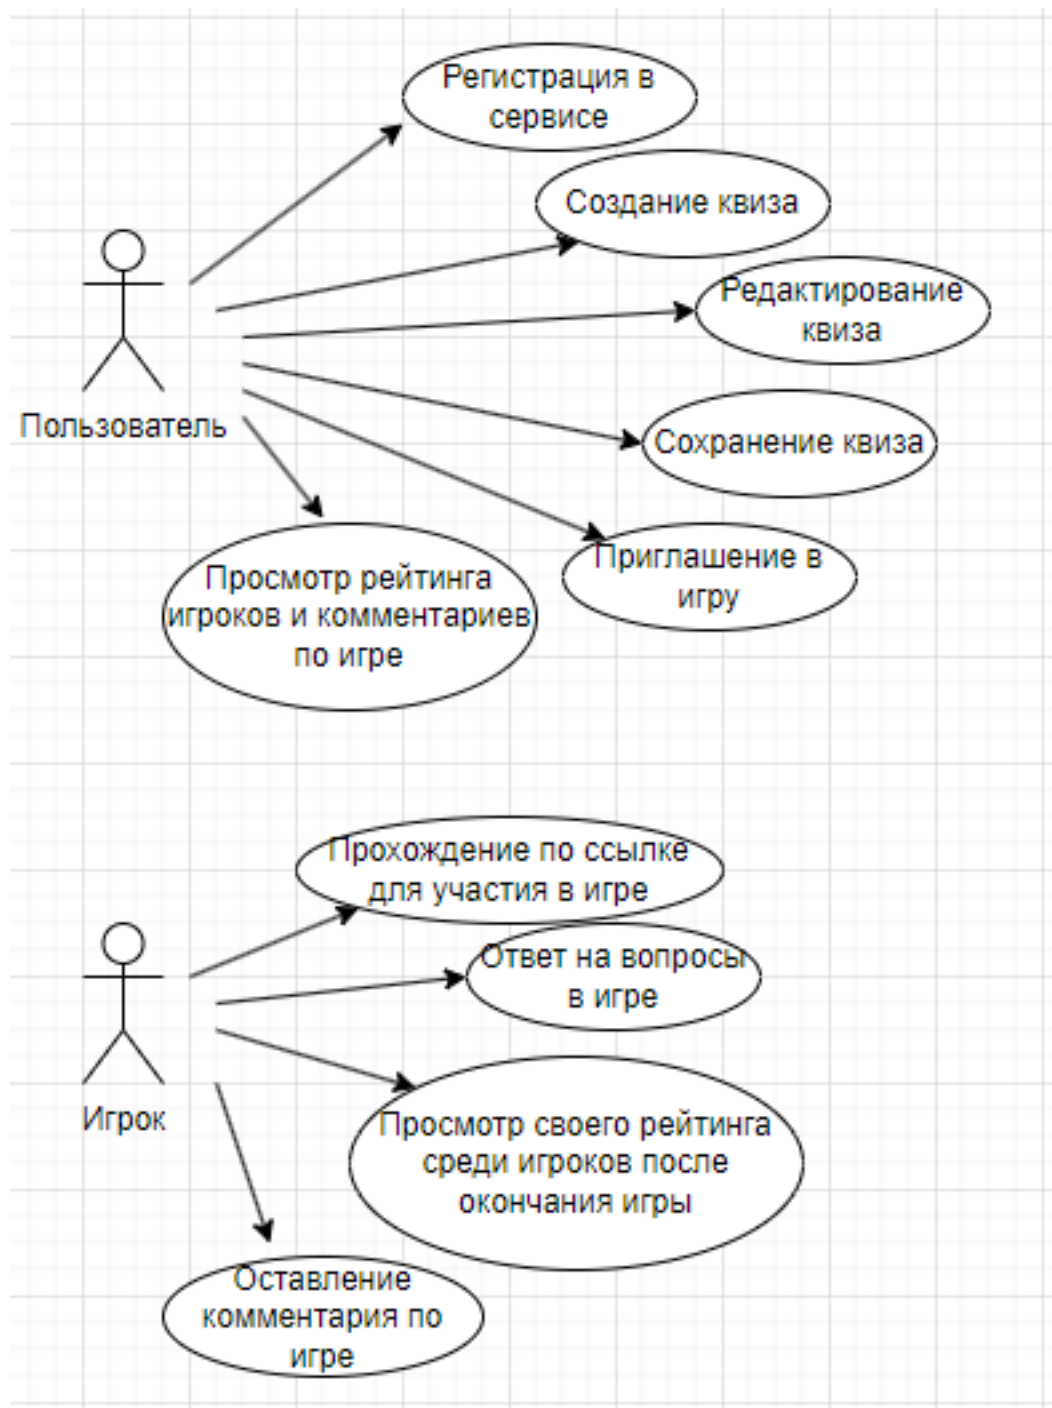 Регистрация в
сервисе
Создание квиза
Редактирование
квиза
Пользователь
Сохранение квиза
Приглашение в
игру
Просмотр рейтинга
игроков и комментариев
по игре
Прохождение по ссылке
для участия в игре
Ответ на вопросы
в игре
Игрок
Просмотр своего рейтинга
среди игроков после
окончания игры
Оставление
комментария по
игре